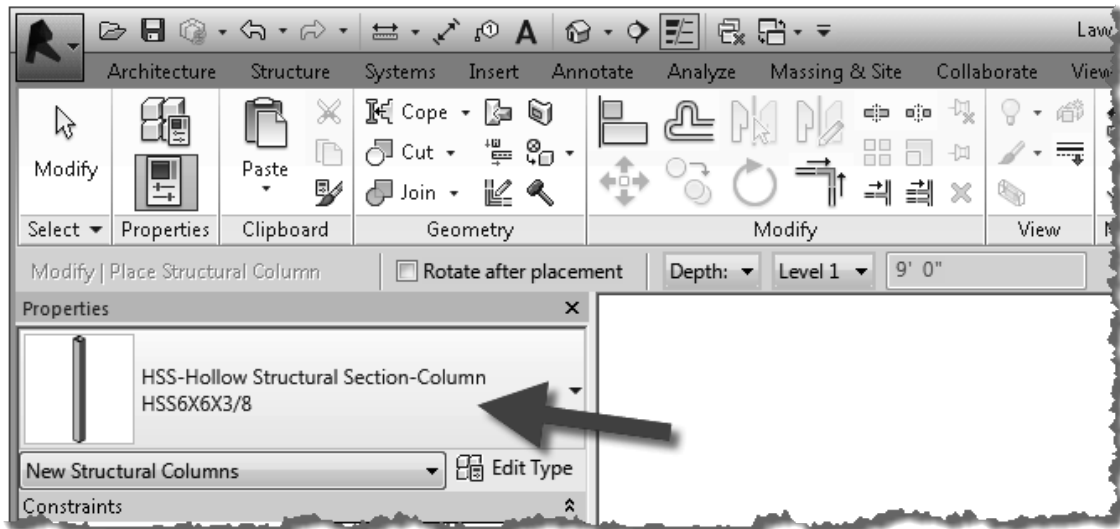 Law
Architecture Structure Systems Insert Annotate Analyze Massing & Site Collaborate View
Cope
Modify Paste Cut
Join
Select Properties Clipboard Geometry Modify View
Modify | Place Structural Column Rotate after placement Depth: Level 1 9' 0"
Properties
HSS-Hollow Structural Section-Column
HSS6X6X3/8
New Structural Columns Edit Type
Constraints